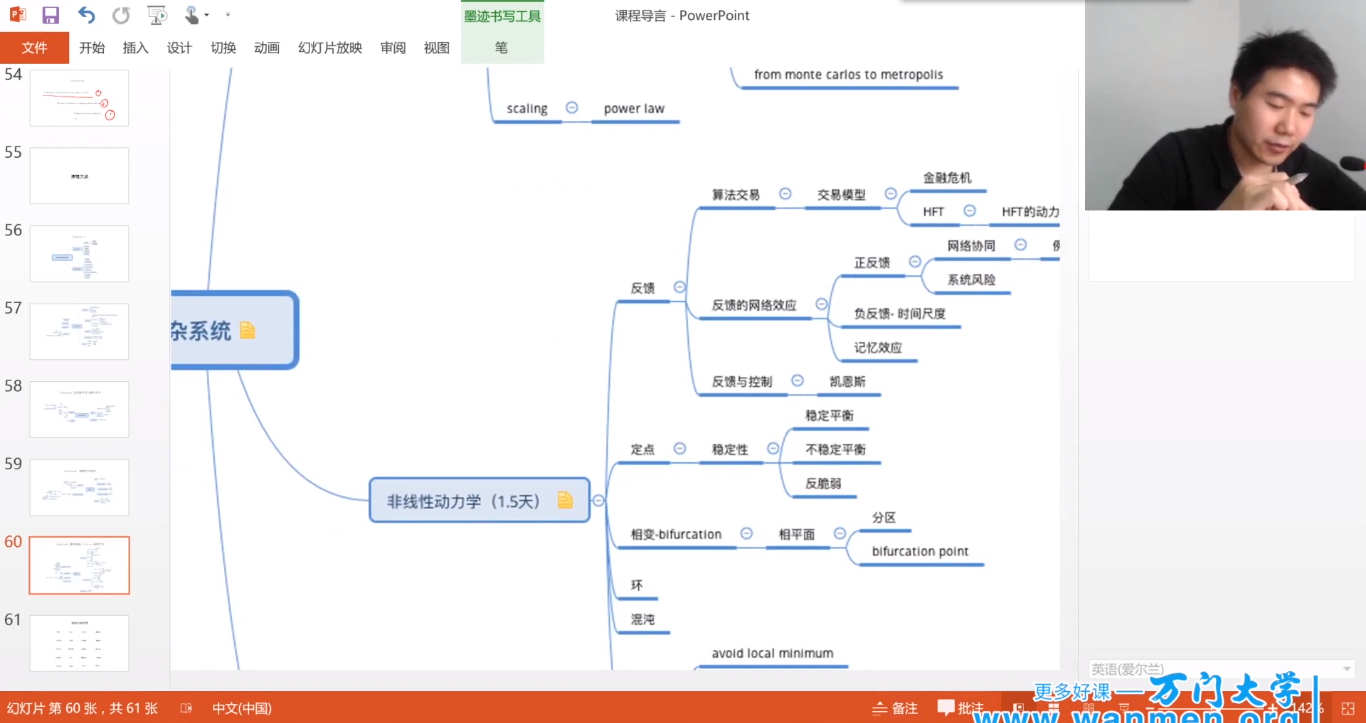 墨迹书写工具
课程导言 - PowerPoint
文件 开始 插入 设计 切换 动画 幻灯片放映 审阅 视图 笔
54
55
56
57
58
59
60
61
from monte carlos to metropolis
scaling power law
金融危机
算法交易 交易模型
HFT HFT的动力
网络协同
正反馈
系统风险
反馈
反馈的网络效应
负反馈- 时间尺度
记忆效应
杂系统
反馈与控制 凯恩斯
稳定平衡
定点 稳定性 不稳定平衡
反脆弱
非线性动力学（1.5天）
分区
相变-bifurcation 相平面
bifurcation point
环
混沌
avoid local minimum
英语(爱尔兰)
更多好课 — 万门大学
www.wanmen.org
幻灯片 第 60 张，共 61 张 中文(中国) 备注 批注 142%